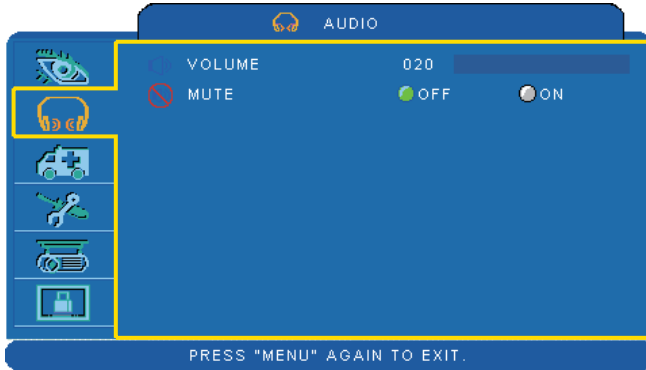 AUDIO
VOLUME 020
MUTE OFF ON
PRESS "MENU" AGAIN TO EXIT.